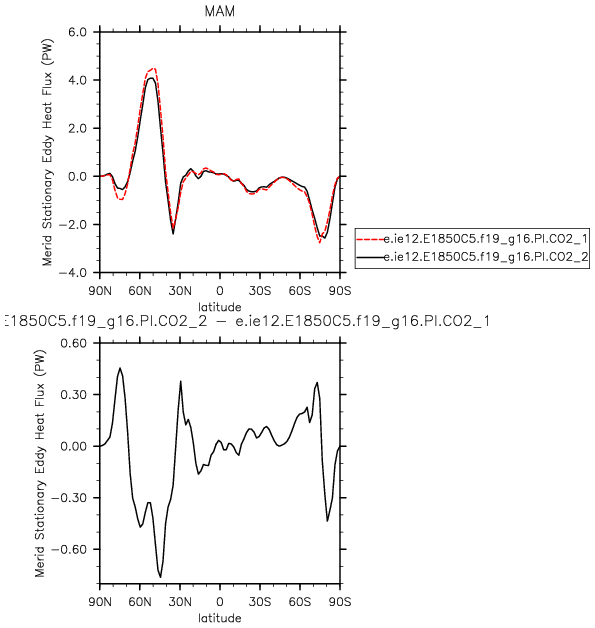 MAM
6.0
4.0
2.0
0.0
−2.0
−4.0
Merid Stationary Eddy Heat Flux (PW)
90N 60N 30N 0 30S 60S 90S
latitude
e.ie12.E1850C5.f19_g16.PI.CO2_1
e.ie12.E1850C5.f19_g16.PI.CO2_2
E1850C5.f19_g16.PI.CO2_2 − e.ie12.E1850C5.f19_g16.PI.CO2_1
0.60
0.30
0.00
−0.30
−0.60
Merid Stationary Eddy Heat Flux (PW)
90N 60N 30N 0 30S 60S 90S
latitude